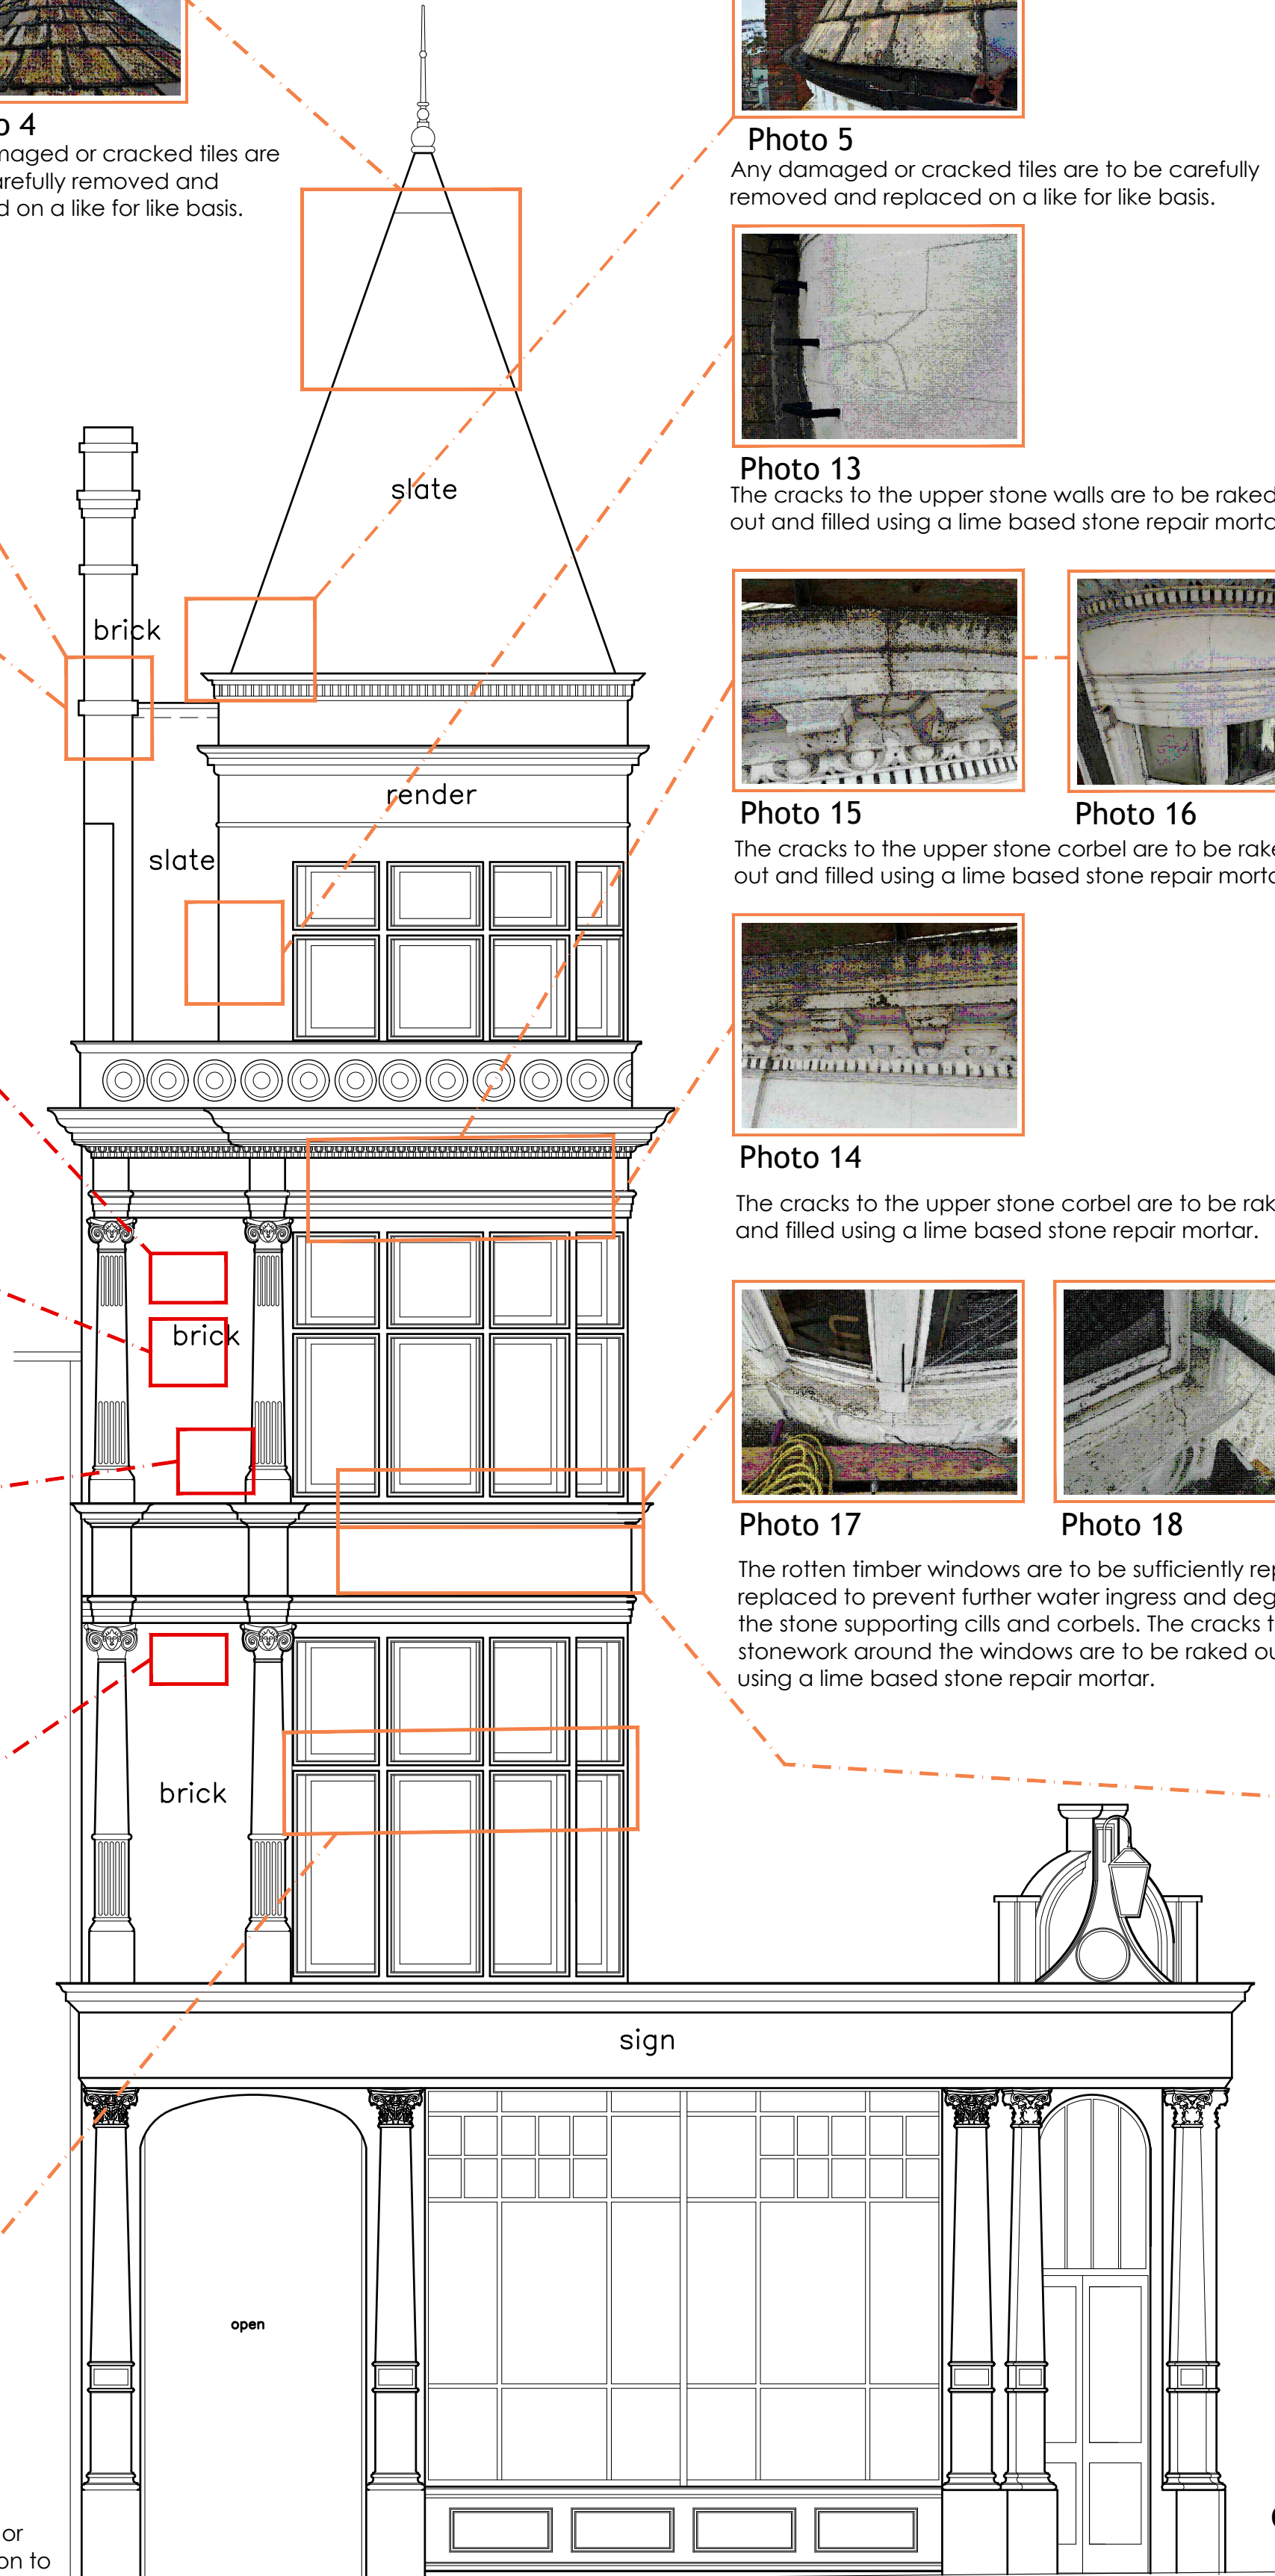 Photo 5
Any damaged or cracked tiles are to be carefully
removed and replaced on a like for like basis.
o 4
maged or cracked tiles are
arefully removed and
d on a like for like basis.
Photo 13
The cracks to the upper stone walls are to be raked
out and filled using a lime based stone repair morta
slate
brick
render
slate
Photo 15
Photo 16
The cracks to the upper stone corbel are to be rake
out and filled using a lime based stone repair morta
Photo 14
The cracks to the upper stone corbel are to be rak
and filled using a lime based stone repair mortar.
brick
Photo 17
Photo 18
The rotten timber windows are to be sufficiently rep
replaced to prevent further water ingress and deg
the stone supporting cills and corbels. The cracks t
stonework around the windows are to be raked ou
using a lime based stone repair mortar.
brick
sign
open
or
on to